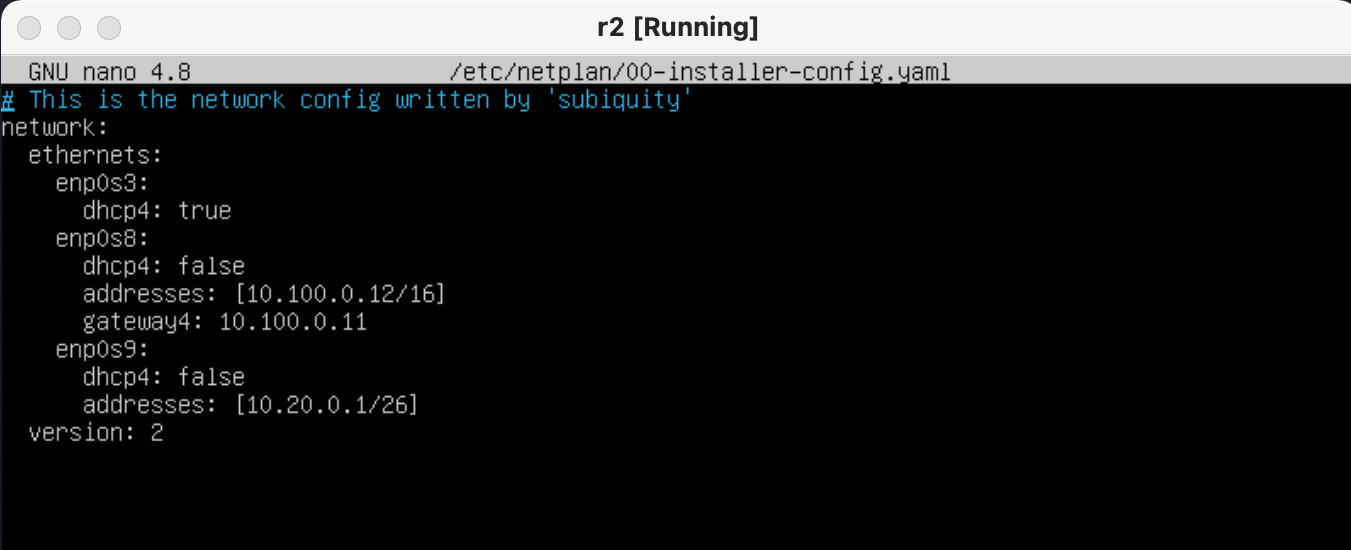 r2 [Running]
GNU nano 4.8 /etc/netplan/00-installer-config.yaml
# This is the network config written by 'subiquity'
network:
  ethernets:
    enp0s3:
      dhcp4: true
    enp0s8:
      dhcp4: false
      addresses: [10.100.0.12/16]
      gateway4: 10.100.0.11
    enp0s9:
      dhcp4: false
      addresses: [10.20.0.1/26]
  version: 2